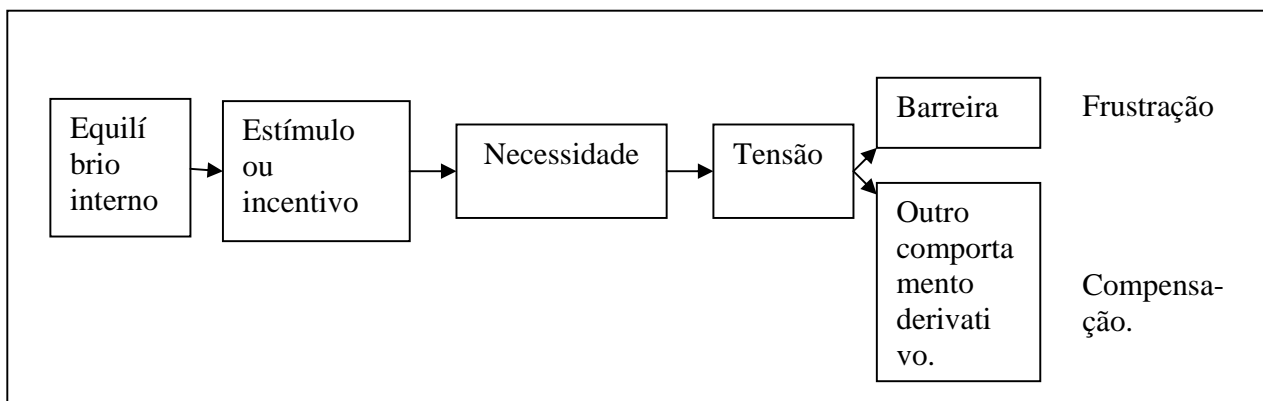 Equilí
brio
interno
Estímulo
ou
incentivo
Necessidade
Tensão
Barreira
Frustração
Outro
comporta
mento
derivati
vo.
Compensa-
ção.